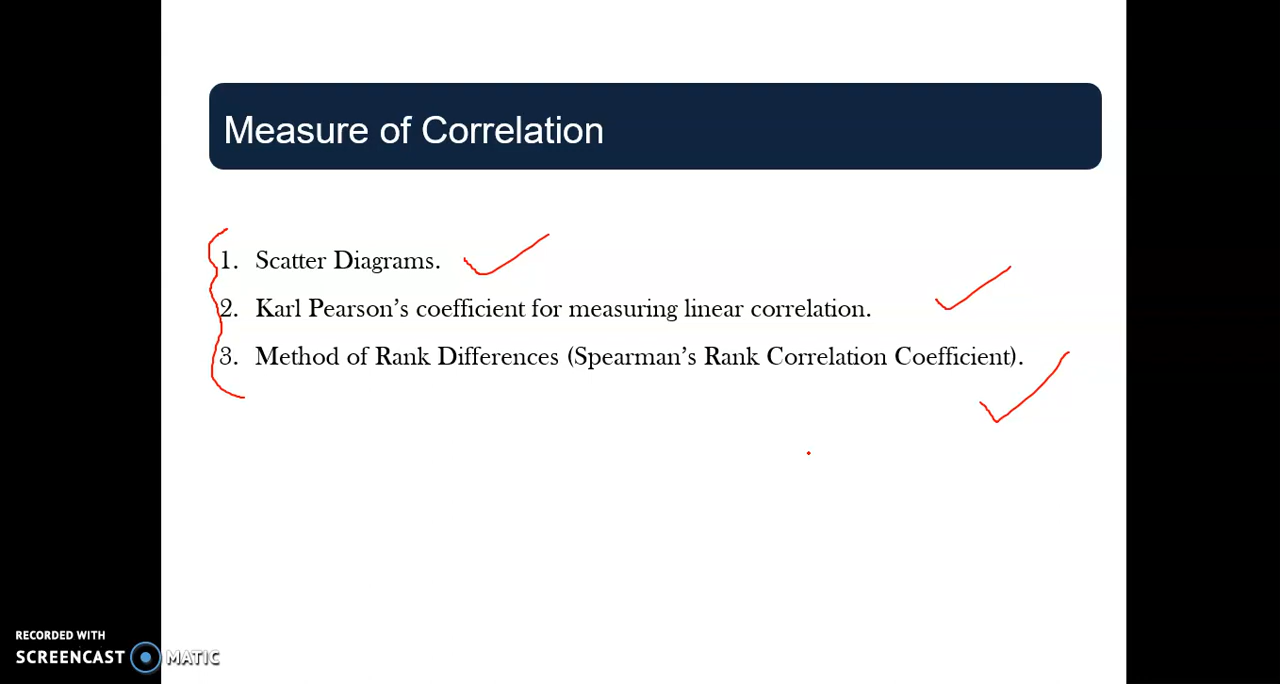 Measure of Correlation
1. Scatter Diagrams.
2. Karl Pearson’s coefficient for measuring linear correlation.
3. Method of Rank Differences (Spearman’s Rank Correlation Coefficient).
RECORDED WITH
SCREENCAST MATIC